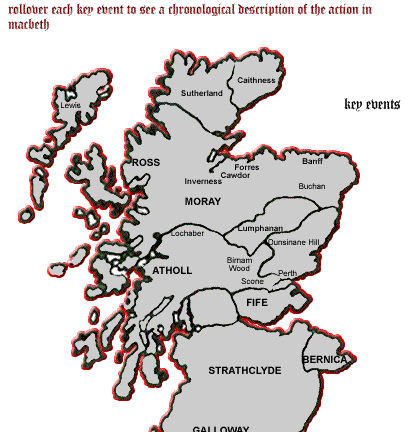 rollover each key event to see a chronological description of the action in
macbeth
Caithness
Sutherland
Lewis
key events
ROSS
Forres
Banff
Cawdor
Inverness
Buchan
MORAY
Lumphanan
Lochaber
Dunsinane Hill
Birnam
Wood
ATHOLL
Perth
Scone
FIFE
BERNICA
STRATHCLYDE
GALLOWAY